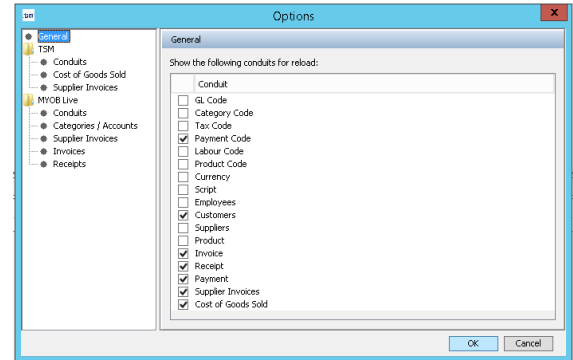 tsm
Options
x
General
TSM
Conduits
Cost of Goods Sold
Supplier Invoices
MYOB Live
Conduits
Categories / Accounts
Supplier Invoices
Invoices
Receipts
General
Show the following conduits for reload:
Conduit
GL Code
Category Code
Tax Code
Payment Code
Labour Code
Product Code
Currency
Script
Employees
Customers
Suppliers
Product
Invoice
Receipt
Payment
Supplier Invoices
Cost of Goods Sold
OK
Cancel